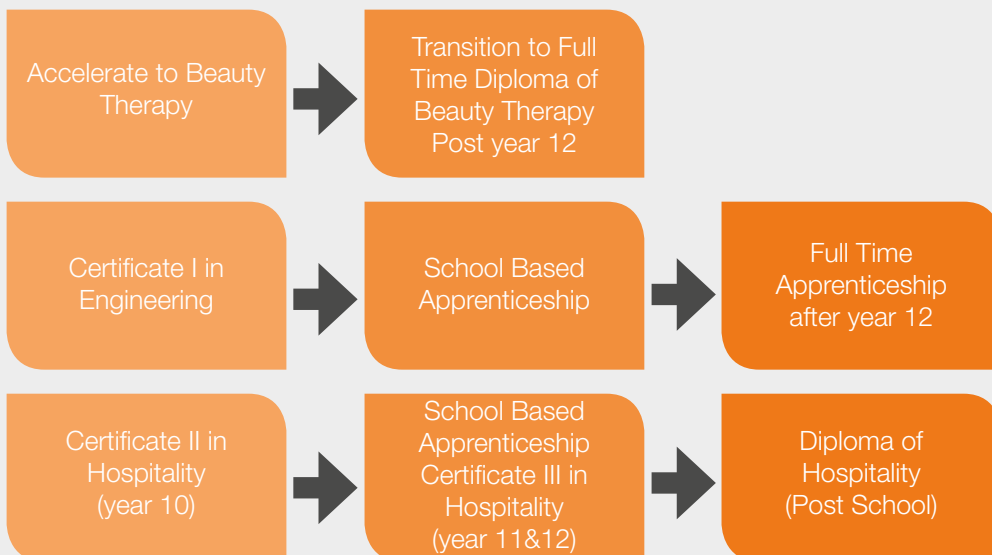 Accelerate to Beauty
Therapy
Transition to Full
Time Diploma of
Beauty Therapy
Post year 12
Certificate I in
Engineering
School Based
Apprenticeship
Full Time
Apprenticeship
after year 12
Certificate II in
Hospitality
(year 10)
School Based
Apprenticeship
Certificate III in
Hospitality
(year 11&12)
Diploma of
Hospitality
(Post School)